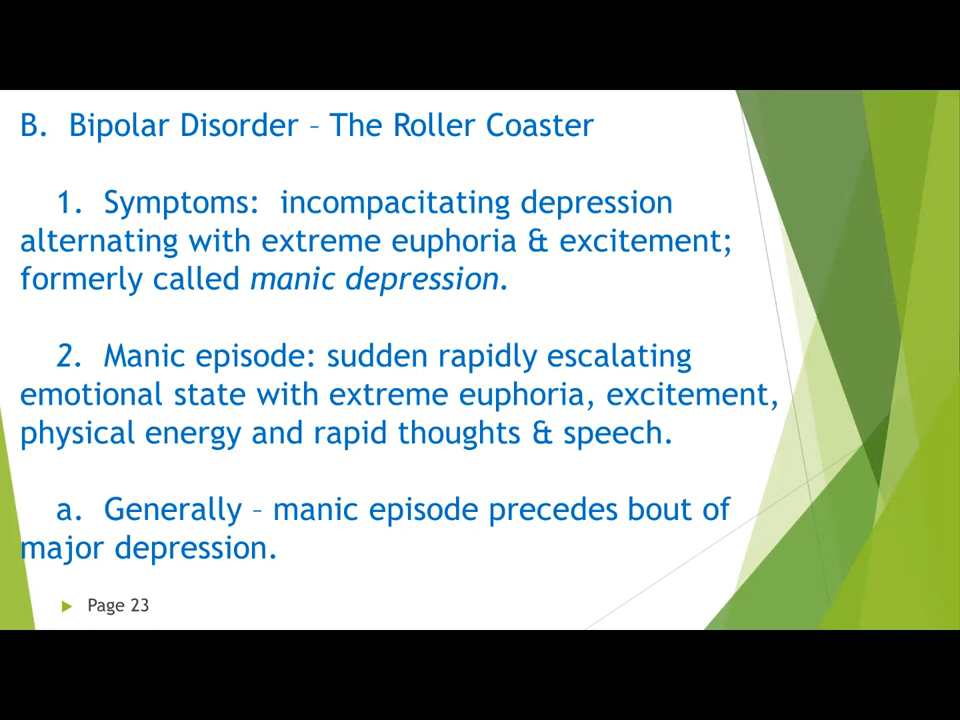 B. Bipolar Disorder – The Roller Coaster
1. Symptoms: incompacitating depression
alternating with extreme euphoria & excitement;
formerly called manic depression.
2. Manic episode: sudden rapidly escalating
emotional state with extreme euphoria, excitement,
physical energy and rapid thoughts & speech.
a. Generally – manic episode precedes bout of
major depression.
Page 23